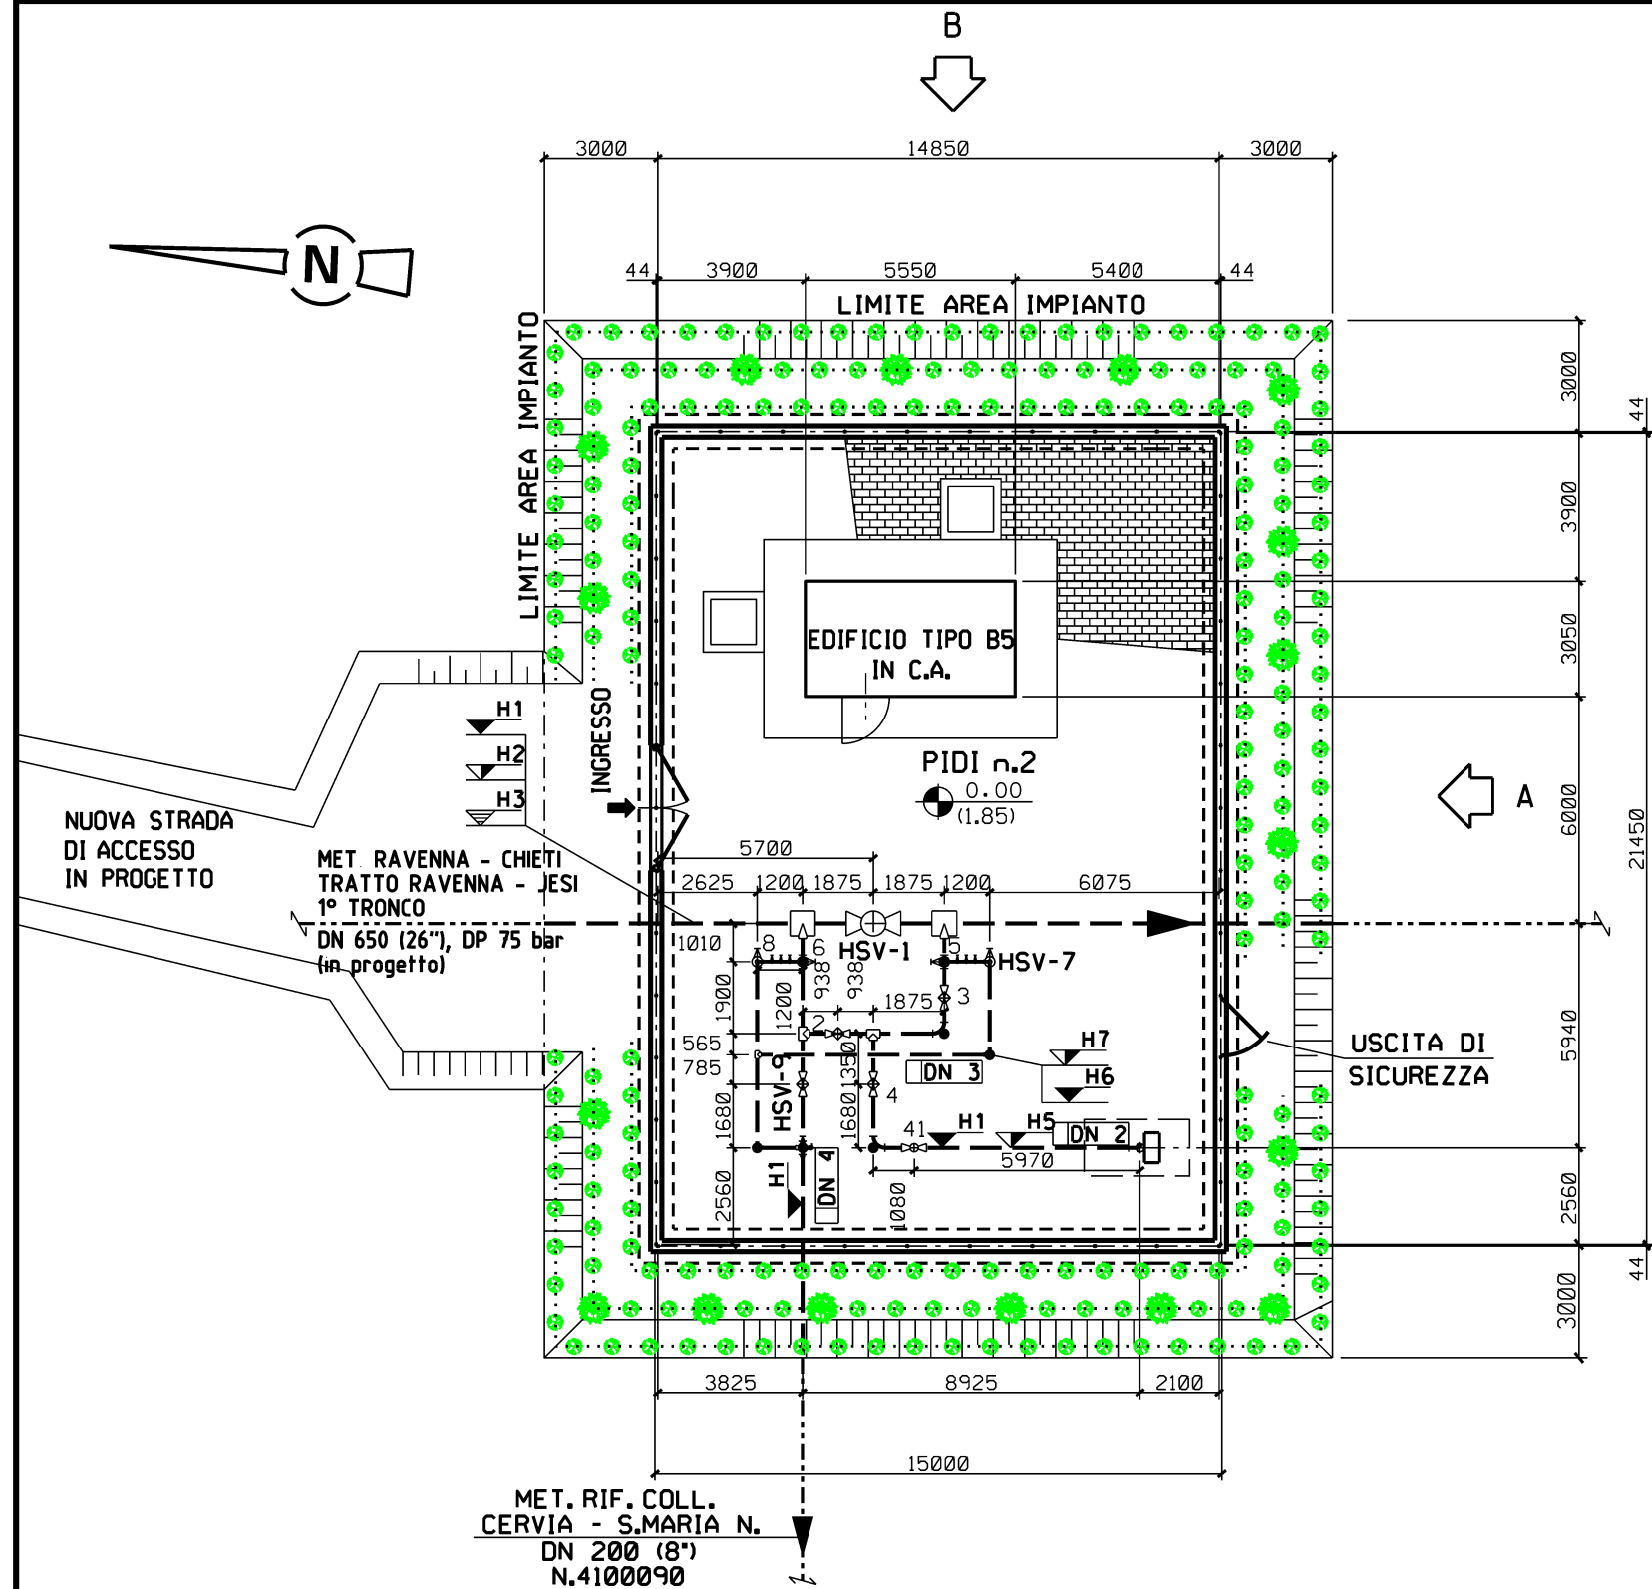 B
3000
14850
3000
N
44
3900
5550
5400
44
LIMITE AREA IMPIANTO
LIMITE AREA IMPIANTO
3000
44
3900
3050
6000
21450
5940
2560
44
3000
EDIFICIO TIPO B5
IN C.A.
INGRESSO
H1
H2
H3
PIDI n.2
0.00
(1.85)
A
NUOVA STRADA
DI ACCESSO
IN PROGETTO
MET. RAVENNA - CHIETI
TRATTO RAVENNA - JESI
1° TRONCO
DN 650 (26"), DP 75 bar
(in progetto)
5700
2625
1200
1875
1875
1200
6075
1010
8
6
HSV-1
5
HSV-7
1900
1200
938
938
1875
3
2
565
785
HSV-9
1350
DN 3
H7
H6
USCITA DI
SICUREZZA
4
1680
1680
41
H1
H5
DN 2
5970
1080
2560
H1
DN 4
3825
8925
2100
15000
MET. RIF. COLL.
CERVIA - S.MARIA N.
DN 200 (8")
N.4100090